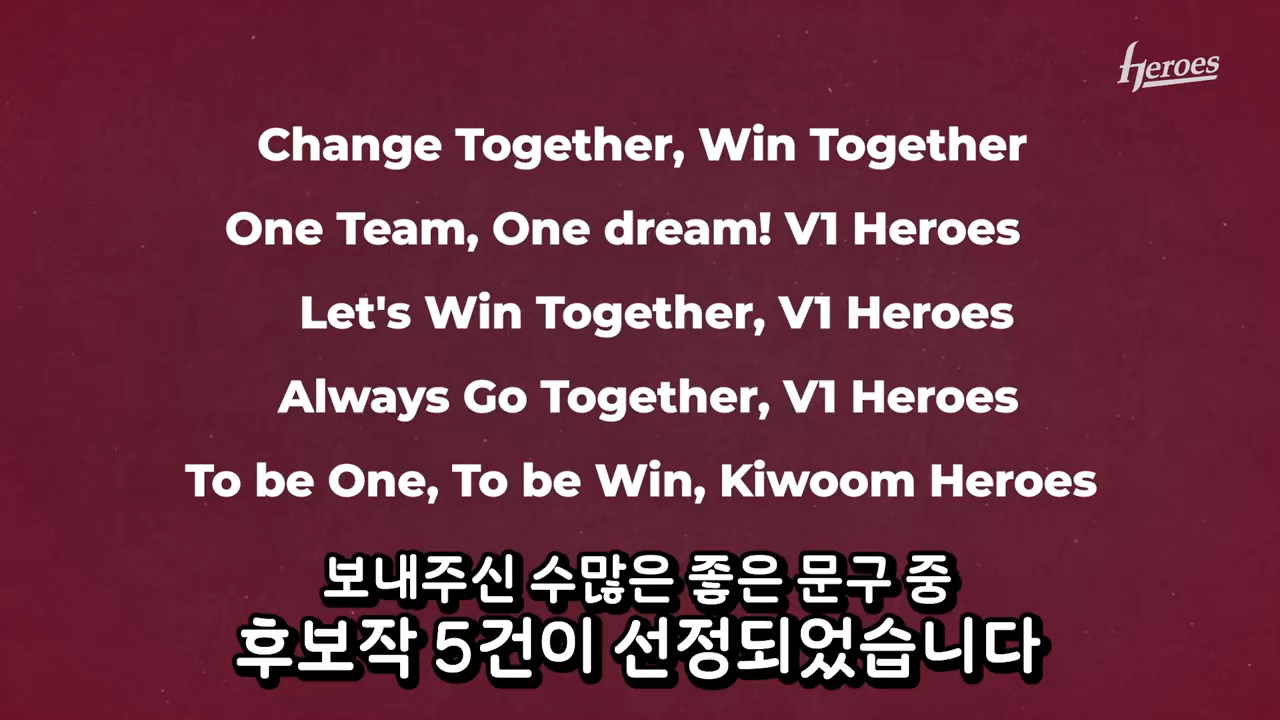 Heroes
Change Together, Win Together
One Team, One dream! V1 Heroes
Let's Win Together, V1 Heroes
Always Go Together, V1 Heroes
To be One, To be Win, Kiwoom Heroes
보내주신 수많은 좋은 문구 중
후보작 5건이 선정되었습니다